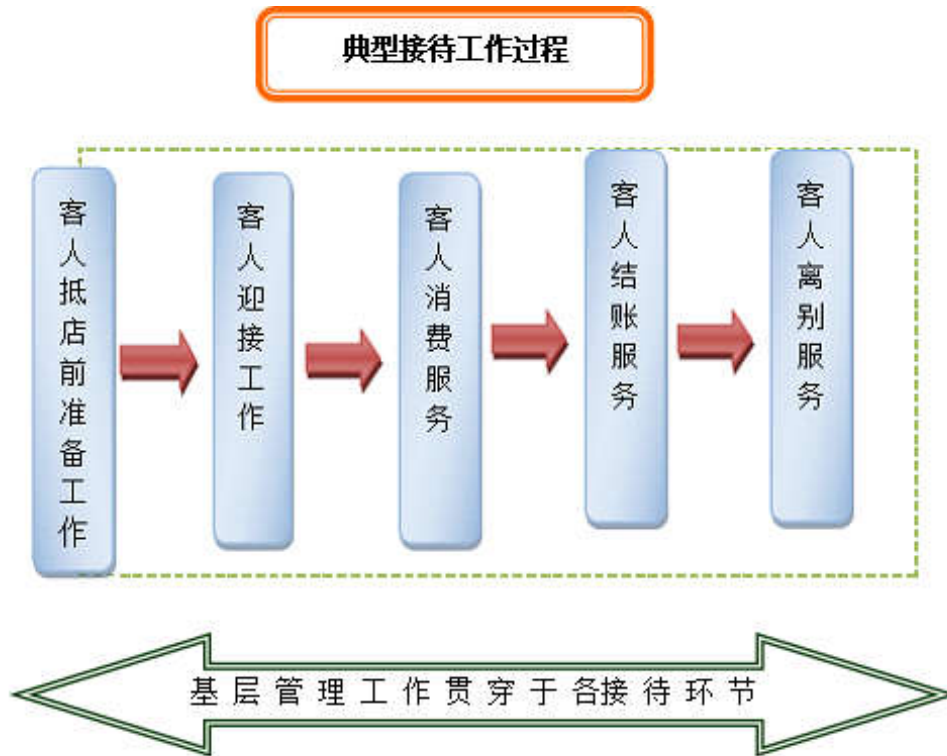 典型接待工作过程
客人抵店前准备工作
客人迎接工作
客人消费服务
客人结账服务
客人离别服务
基层管理工作贯穿于各接待环节